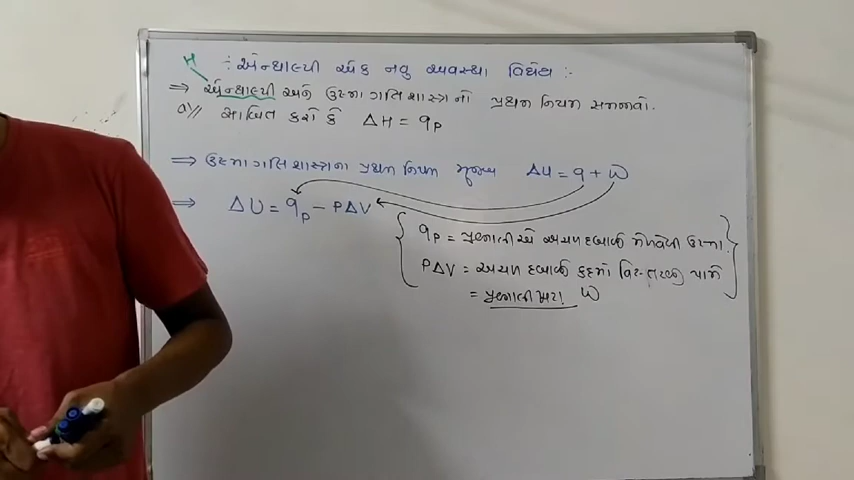 H
:- એન્થાલ્પી એક નવુ અવસ્થા વિધેય :-
⇒ એન્થાલ્પી અને ઉષ્મા ગતિશાસ્ત્રનો પ્રથમ નિયમ સમજાવો.
સાબિત કરો કે ΔH = qp
⇒ ઉષ્માગતિશાસ્ત્રના પ્રથમ નિયમ મુજબ ΔU = q + W
⇒ ΔU = qp - PΔV
qp = પ્રણાલીએ અચળ દબાણે મેળવેલી ઉષ્મા.
PΔV = અચળ દબાણે કદમાં વિસ્તરણ પામે
= પ્રણાલી દ્વારા W